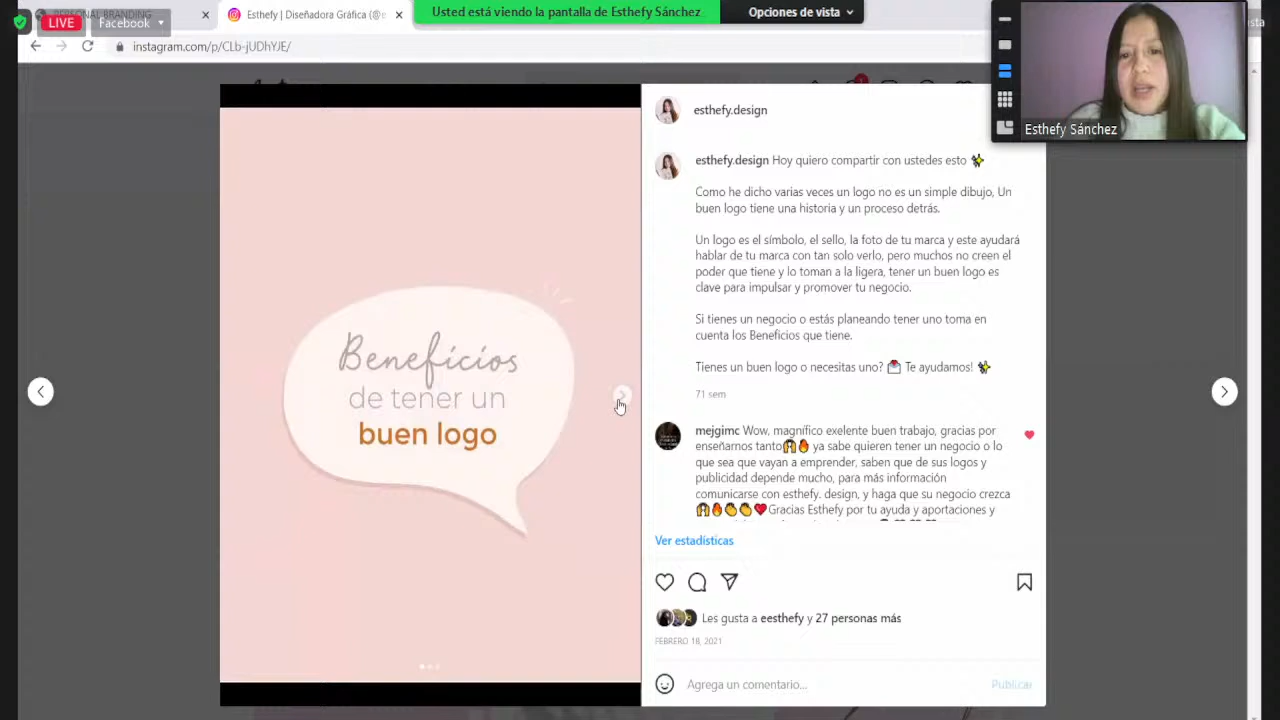 PERSONAL BRANDING
Esthefy | Diseñadora Gráfica (@e
Usted está viendo la pantalla de Esthefy Sánchez
Opciones de vista
LIVE
Facebook
instagram.com/p/CLb-jUDhYJE/
Esthefy Sánchez
Beneficios
de tener un
buen logo
esthefy.design
esthefy.design Hoy quiero compartir con ustedes esto ✨
Como he dicho varias veces un logo no es un simple dibujo, Un
buen logo tiene una historia y un proceso detrás.
Un logo es el símbolo, el sello, la foto de tu marca y este ayudará
hablar de tu marca con tan solo verlo, pero muchos no creen el
poder que tiene y lo toman a la ligera, tener un buen logo es
clave para impulsar y promover tu negocio.
Si tienes un negocio o estás planeando tener uno toma en
cuenta los Beneficios que tiene.
Tienes un buen logo o necesitas uno? 💌 Te ayudamos! ✨
71 sem
mejgimc Wow, magnífico exelente buen trabajo, gracias por
enseñarnos tanto🙌🔥 ya sabe quieren tener un negocio o lo
que sea que vayan a emprender, saben que de sus logos y
publicidad depende mucho, para más información
comunicarse con esthefy. design, y haga que su negocio crezca
🙌🔥👏👏❤️Gracias Esthefy por tu ayuda y aportaciones y
Ver estadísticas
Les gusta a eesthefy y 27 personas más
FEBRERO 18, 2021
Agrega un comentario...
Publicar